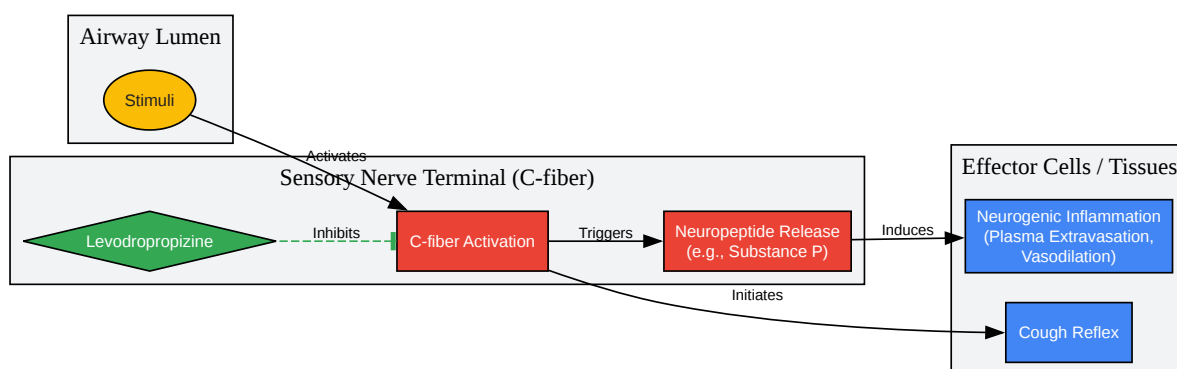 Airway Lumen
Stimuli
Activates
Sensory Nerve Terminal (C-fiber)
Levodropropizine
Inhibits
C-fiber Activation
Triggers
Neuropeptide Release
(e.g., Substance P)
Induces
Initiates
Effector Cells / Tissues
Neurogenic Inflammation
(Plasma Extravasation,
Vasodilation)
Cough Reflex